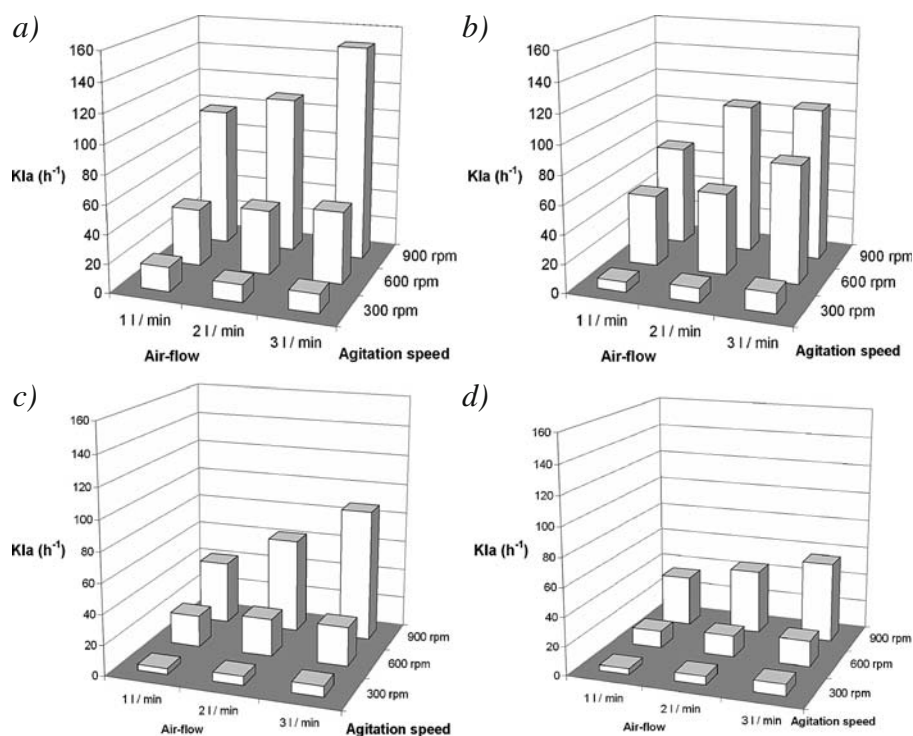 a)
160
140
120
100
80
60
40
20
0
Kla (h⁻¹)
1 l / min
2 l / min
3 l / min
Air-flow
900 rpm
600 rpm
300 rpm
Agitation speed
b)
160
140
120
100
80
60
40
20
0
Kla (h⁻¹)
1 l / min
2 l / min
3 l / min
Air-flow
900 rpm
600 rpm
300 rpm
Agitation speed
c)
160
140
120
100
80
60
40
20
0
Kla (h⁻¹)
1 l / min
2 l / min
3 l / min
Air-flow
900 rpm
600 rpm
300 rpm
Agitation speed
d)
160
140
120
100
80
60
40
20
0
Kla (h⁻¹)
1 l / min
2 l / min
3 l / min
Air-flow
900 rpm
600 rpm
300 rpm
Agitation speed